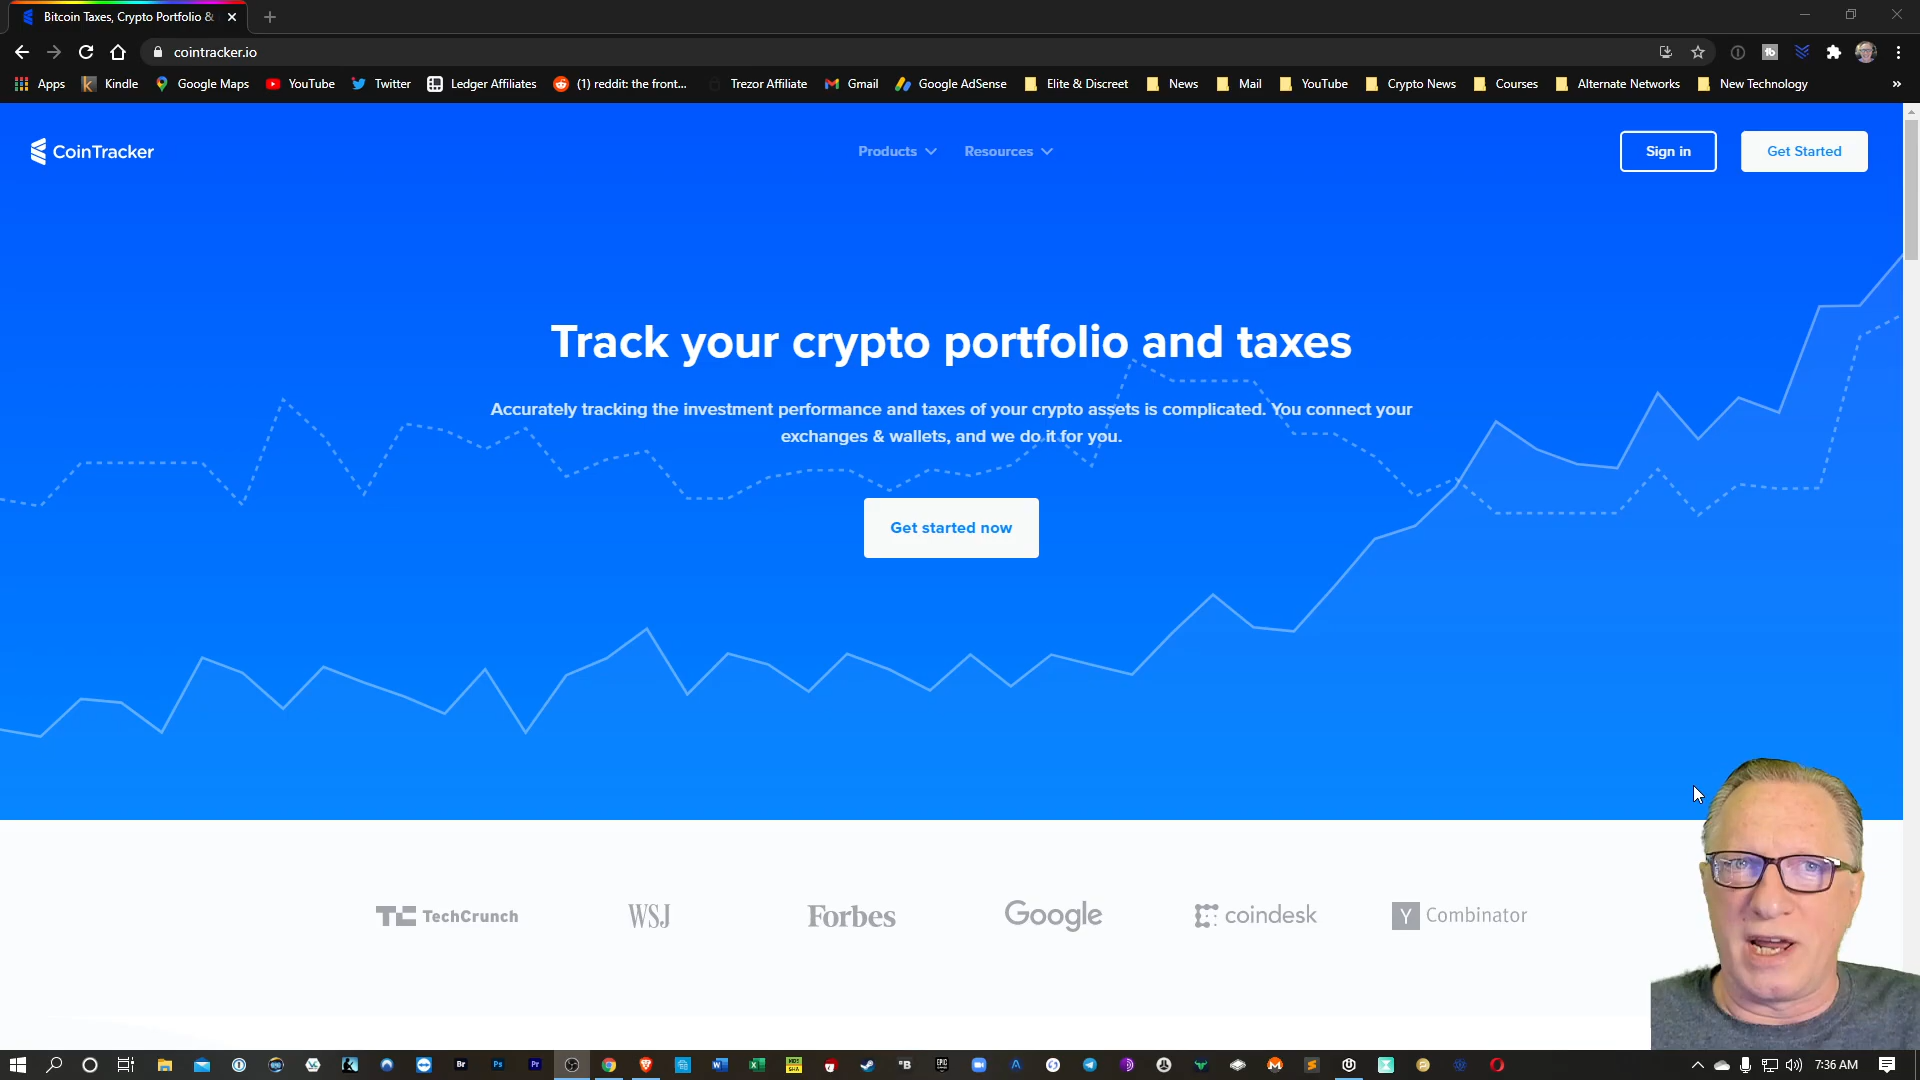 Bitcoin Taxes, Crypto Portfolio &
cointracker.io
Apps
Kindle
Google Maps
YouTube
Twitter
Ledger Affiliates
(1) reddit: the front...
Trezor Affiliate
Gmail
Google AdSense
Elite & Discreet
News
Mail
YouTube
Crypto News
Courses
Alternate Networks
New Technology
»
CoinTracker
Products
Resources
Sign in
Get Started
Track your crypto portfolio and taxes
Accurately tracking the investment performance and taxes of your crypto assets is complicated. You connect your
exchanges & wallets, and we do it for you.
Get started now
TC TechCrunch
WSJ
Forbes
Google
coindesk
Y Combinator
Br
Ps
Pr
7:36 AM